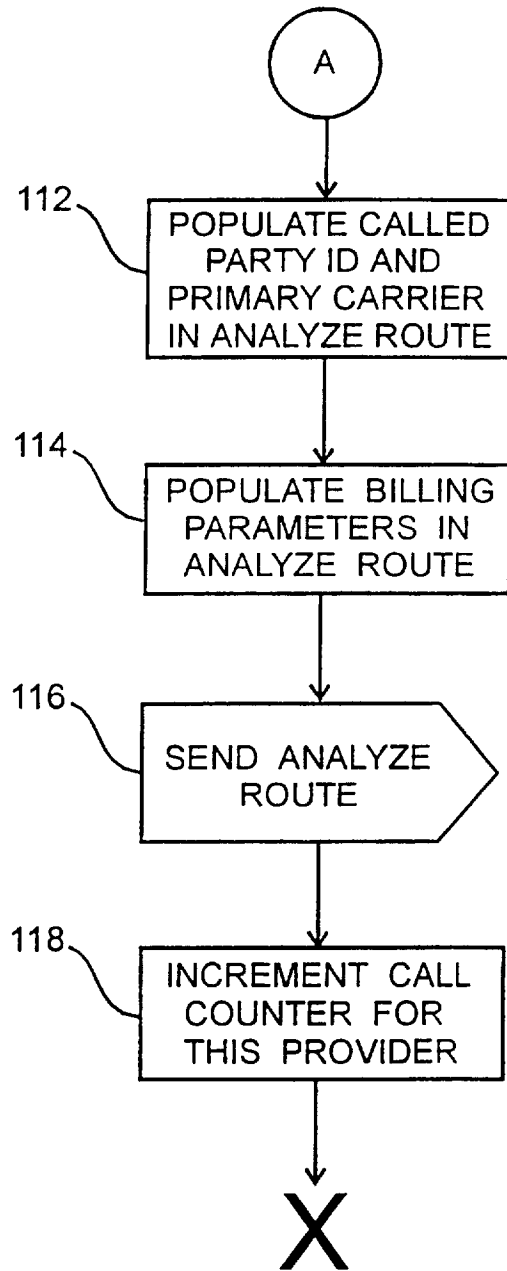 A
112
POPULATE CALLED
PARTY ID AND
PRIMARY CARRIER
IN ANALYZE ROUTE
114
POPULATE BILLING
PARAMETERS IN
ANALYZE ROUTE
116
SEND ANALYZE
ROUTE
118
INCREMENT CALL
COUNTER FOR
THIS PROVIDER
X